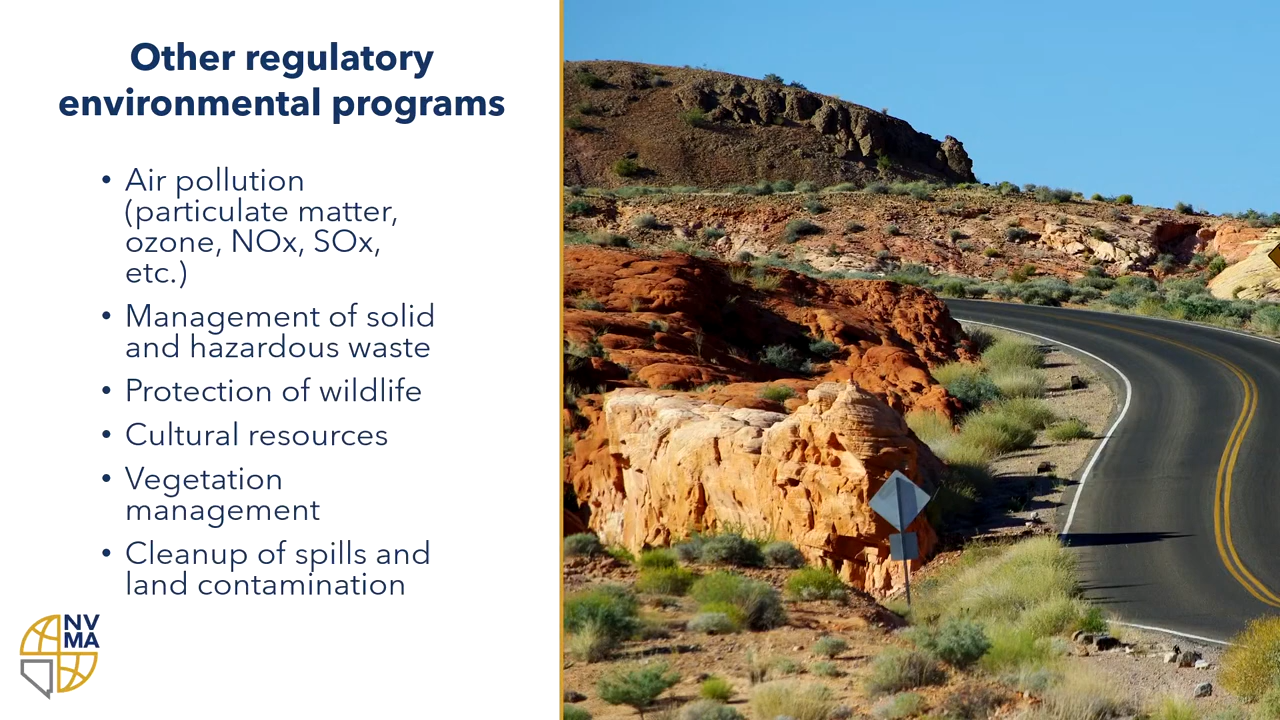 Other regulatory
environmental programs
• Air pollution
(particulate matter,
ozone, NOx, SOx,
etc.)
• Management of solid
and hazardous waste
• Protection of wildlife
• Cultural resources
• Vegetation
management
• Cleanup of spills and
land contamination
NV
MA